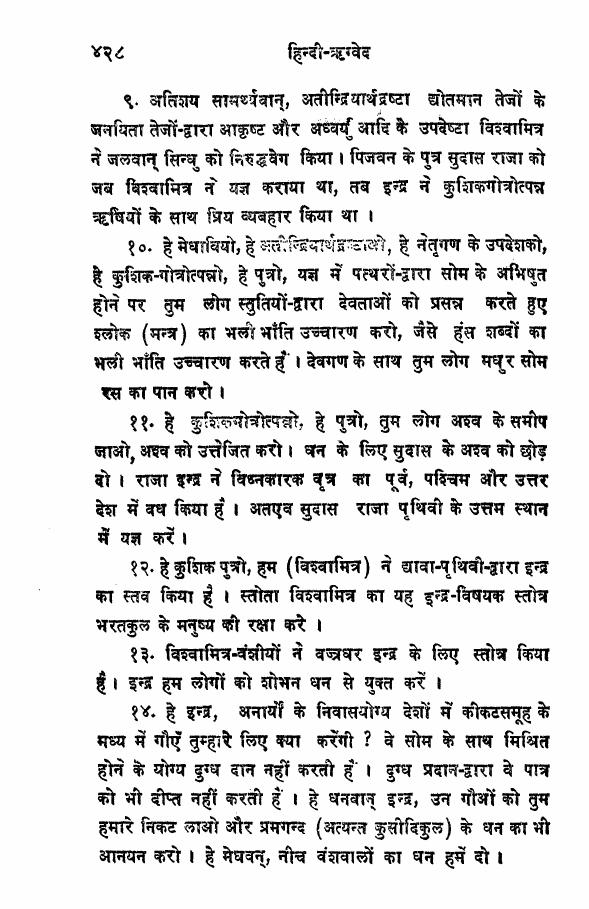 ४२८ हिन्दी-ऋग्वेद
९. अतिशय सामर्थ्यवान्, अतीन्द्रियार्थद्रष्टा द्योतमान तेजों के
जनयिता तेजों-द्वारा आकृष्ट और अध्वर्यु आदि के उपदेष्टा विश्वामित्र
ने जलवान् सिन्धु को निरुद्धवेग किया। पिजवन के पुत्र सुदास राजा को
जब विश्वामित्र ने यज्ञ कराया था, तब इन्द्र ने कुशिकगोत्रोत्पन्न
ऋषियों के साथ प्रिय व्यवहार किया था ।
१०. हे मेधावियो, हे अतीन्द्रियार्थद्रष्टाओ, हे नेतृगण के उपदेशको,
हे कुशिक-गोत्रोत्पन्नो, हे पुत्रो, यज्ञ में पत्थरों-द्वारा सोम के अभिषुत
होने पर तुम लोग स्तुतियों-द्वारा देवताओं को प्रसन्न करते हुए
श्लोक (मन्त्र) का भली भाँति उच्चारण करो, जैसे हंस शब्दों का
भली भाँति उच्चारण करते हैं । देवगण के साथ तुम लोग मधुर सोम
रस का पान करो ।
११. हे कुशिकगोत्रोत्पन्नो, हे पुत्रो, तुम लोग अश्व के समीप
जाओ, अश्व को उत्तेजित करो। धन के लिए सुदास के अश्व को छोड़
दो । राजा इन्द्र ने विघ्नकारक वृत्र का पूर्व, पश्चिम और उत्तर
देश में वध किया है । अतएव सुदास राजा पृथिवी के उत्तम स्थान
में यज्ञ करें ।
१२. हे कुशिक पुत्रो, हम (विश्वामित्र) ने द्यावा-पृथिवी-द्वारा इन्द्र
का स्तव किया है । स्तोता विश्वामित्र का यह इन्द्र-विषयक स्तोत्र
भरतकुल के मनुष्य की रक्षा करे ।
१३. विश्वामित्र-वंशीयों ने वज्रधर इन्द्र के लिए स्तोत्र किया
है । इन्द्र हम लोगों को शोभन धन से युक्त करें ।
१४. हे इन्द्र, अनार्यों के निवासयोग्य देशों में कीकटसमूह के
मध्य में गौएँ तुम्हारे लिए क्या करेंगी ? वे सोम के साथ मिश्रित
होने के योग्य दुग्ध दान नहीं करती हैं । दुग्ध प्रदान-द्वारा वे पात्र
को भी दीप्त नहीं करती हैं । हे धनवान् इन्द्र, उन गौओं को तुम
हमारे निकट लाओ और प्रमगन्द (अत्यन्त कुसीदिकुल) के धन का भी
आनयन करो । हे मेघवन्, नीच वंशवालों का धन हमें दो ।